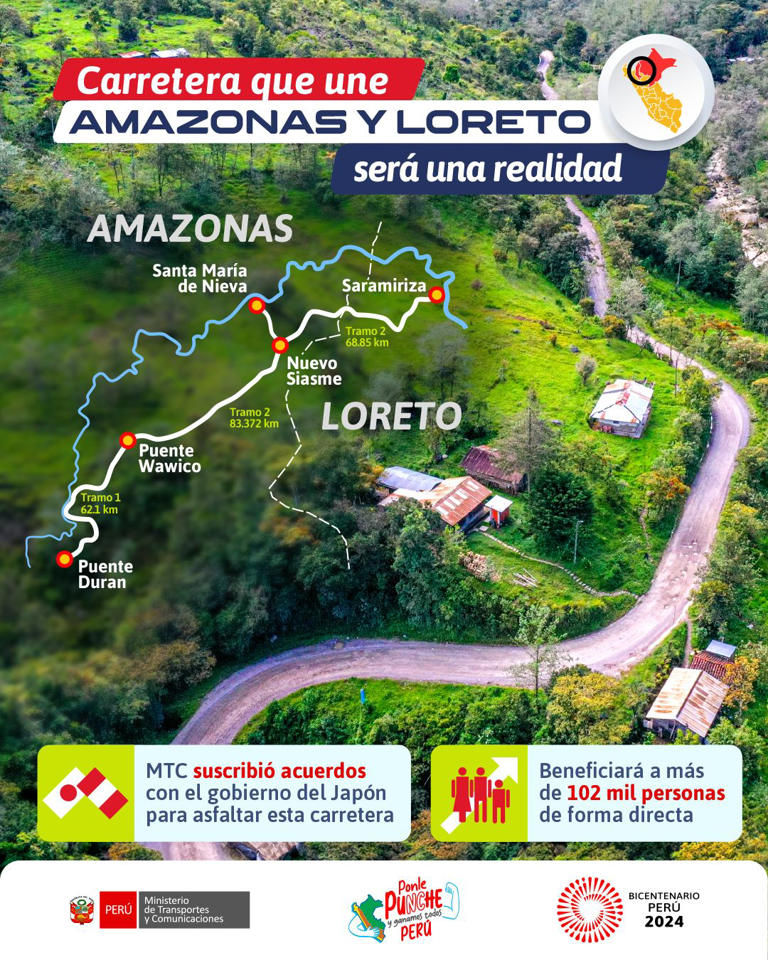 Carretera que une
AMAZONAS Y LORETO
será una realidad
AMAZONAS
Santa María
de Nieva
Saramiriza
Tramo 2
68.85 km
Nuevo
Siasme
Tramo 2
83.372 km
LORETO
Puente
Wawico
Tramo 1
62.1 km
Puente
Duran
MTC suscribió acuerdos
con el gobierno del Japón
para asfaltar esta carretera
Beneficiará a más
de 102 mil personas
de forma directa
PERÚ
Ministerio
de Transportes
y Comunicaciones
Ponle
PUNCHE
y ganamos todos
PERÚ
BICENTENARIO
PERÚ
2024